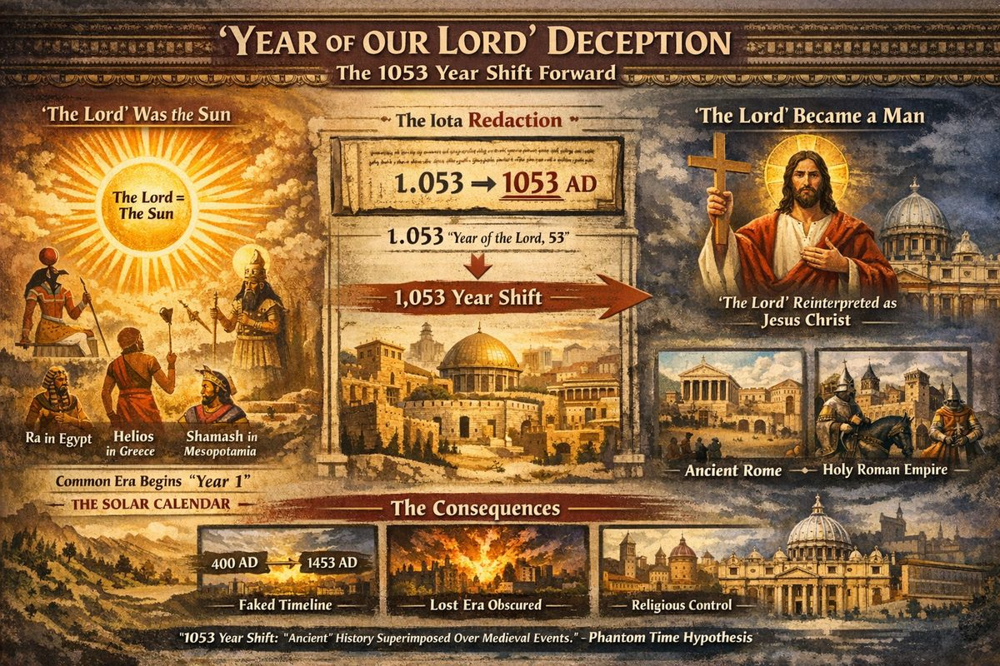 'YEAR OF OUR LORD' DECEPTION
The 1053 Year Shift Forward
'The Lord' Was the Sun
The Lord =
The Sun
Ra in Egypt
Helios
in Greece
Shamash in
Mesopotamia
Common Era Begins "Year 1"
THE SOLAR CALENDAR
The Iota Redaction
1.053 → 1053 AD
1.053 "Year of the Lord, 53"
1,053 Year Shift
'The Lord' Became a Man
'The Lord' Reinterpreted as
Jesus Christ
Ancient Rome
Holy Roman Empire
The Consequences
400 AD → 1453 AD
Faked Timeline
Lost Era Obscured
Religious Control
"1053 Year Shift: "Ancient" History Superimposed Over Medieval Events." - Phantom Time Hypothesis